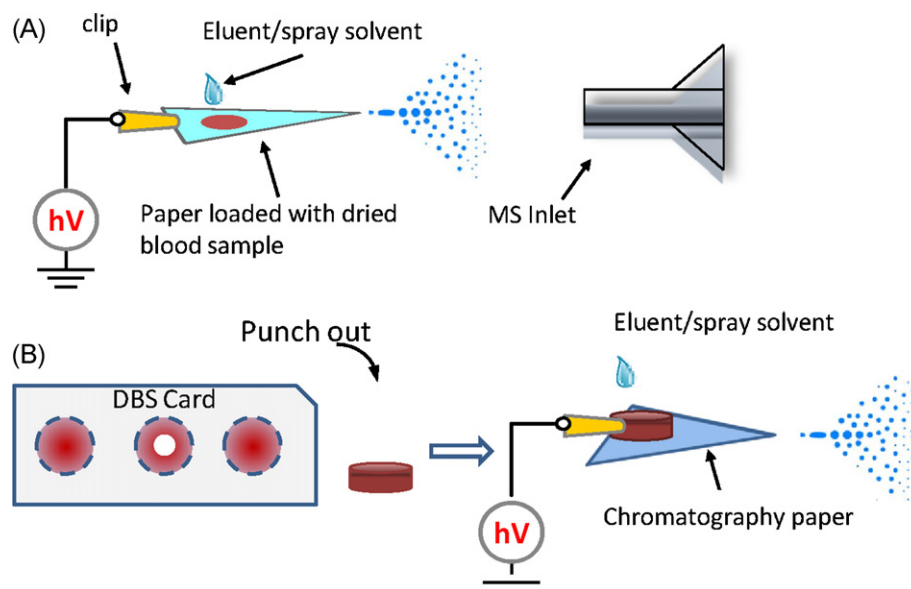 (A)
clip
Eluent/spray solvent
hV
Paper loaded with dried
blood sample
MS Inlet
(B)
Punch out
DBS Card
Eluent/spray solvent
hV
Chromatography paper